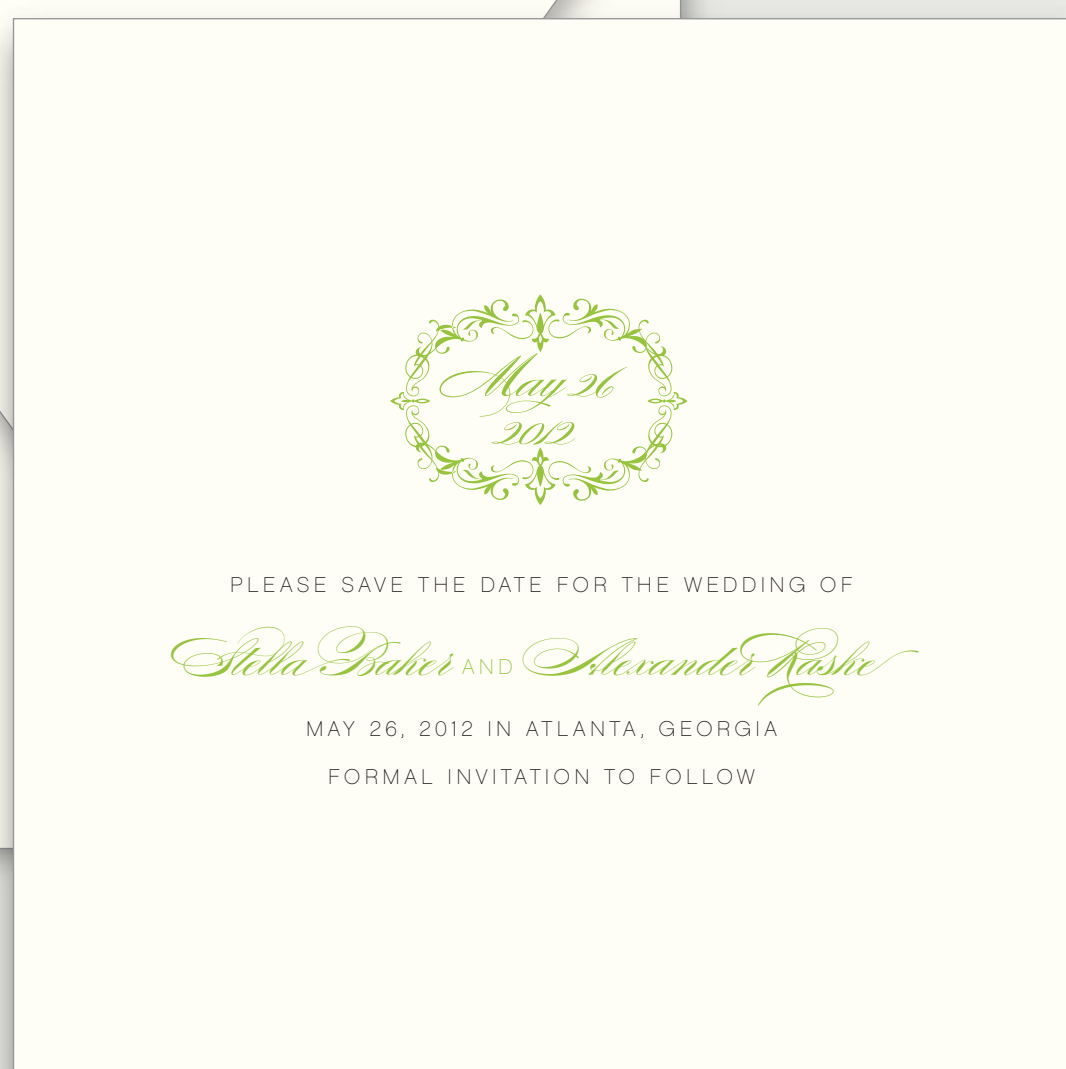 May 26
2012
PLEASE SAVE THE DATE FOR THE WEDDING OF
Stella Baker AND Alexander Kaske
MAY 26, 2012 IN ATLANTA, GEORGIA
FORMAL INVITATION TO FOLLOW